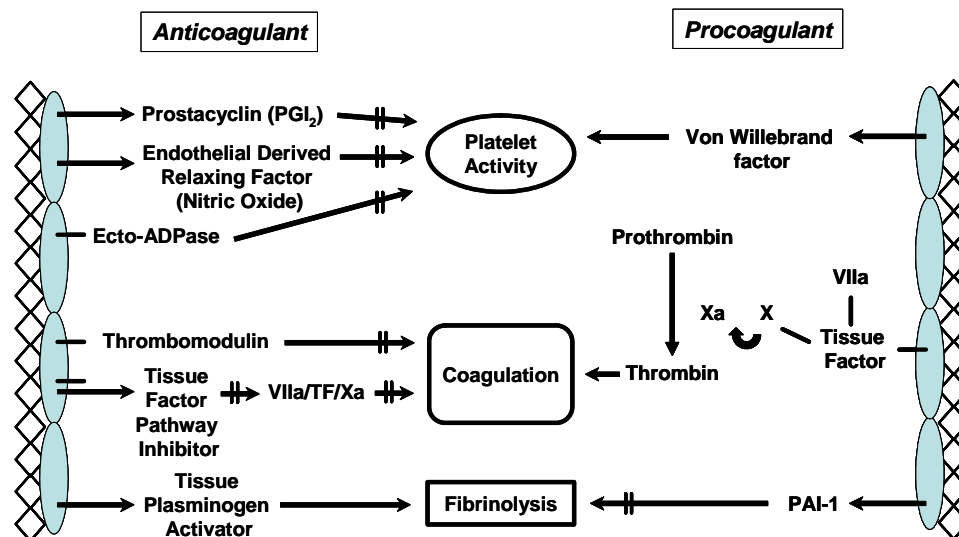 Anticoagulant
Procoagulant
Prostacyclin (PGI2)
Endothelial Derived
Relaxing Factor
(Nitric Oxide)
Ecto-ADPase
Platelet
Activity
Von Willebrand
factor
Prothrombin
VIIa
Xa
X
Tissue
Factor
Thrombin
Thrombomodulin
Coagulation
Tissue
Factor
Pathway
Inhibitor
VIIa/TF/Xa
Tissue
Plasminogen
Activator
Fibrinolysis
PAI-1